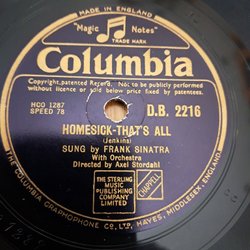 MADE IN ENGLAND
"Magic Notes"
TRADE MARK
Columbia
Copyright patented Record. Not to be publicly performed
without licence or sold below price fixed by patentees.
HCO 1287
SPEED 78
D.B. 2216
HOMESICK-THAT'S ALL
(Jenkins)
SUNG by FRANK SINATRA
With Orchestra
Directed by Axel Stordahl
THE STERLING
MUSIC
PUBLISHING
COMPANY
LIMITED
CHAPPELL
THE COLUMBIA GRAPHOPHONE CO. LTD., HAYES, MIDDLESEX, ENGLAND.